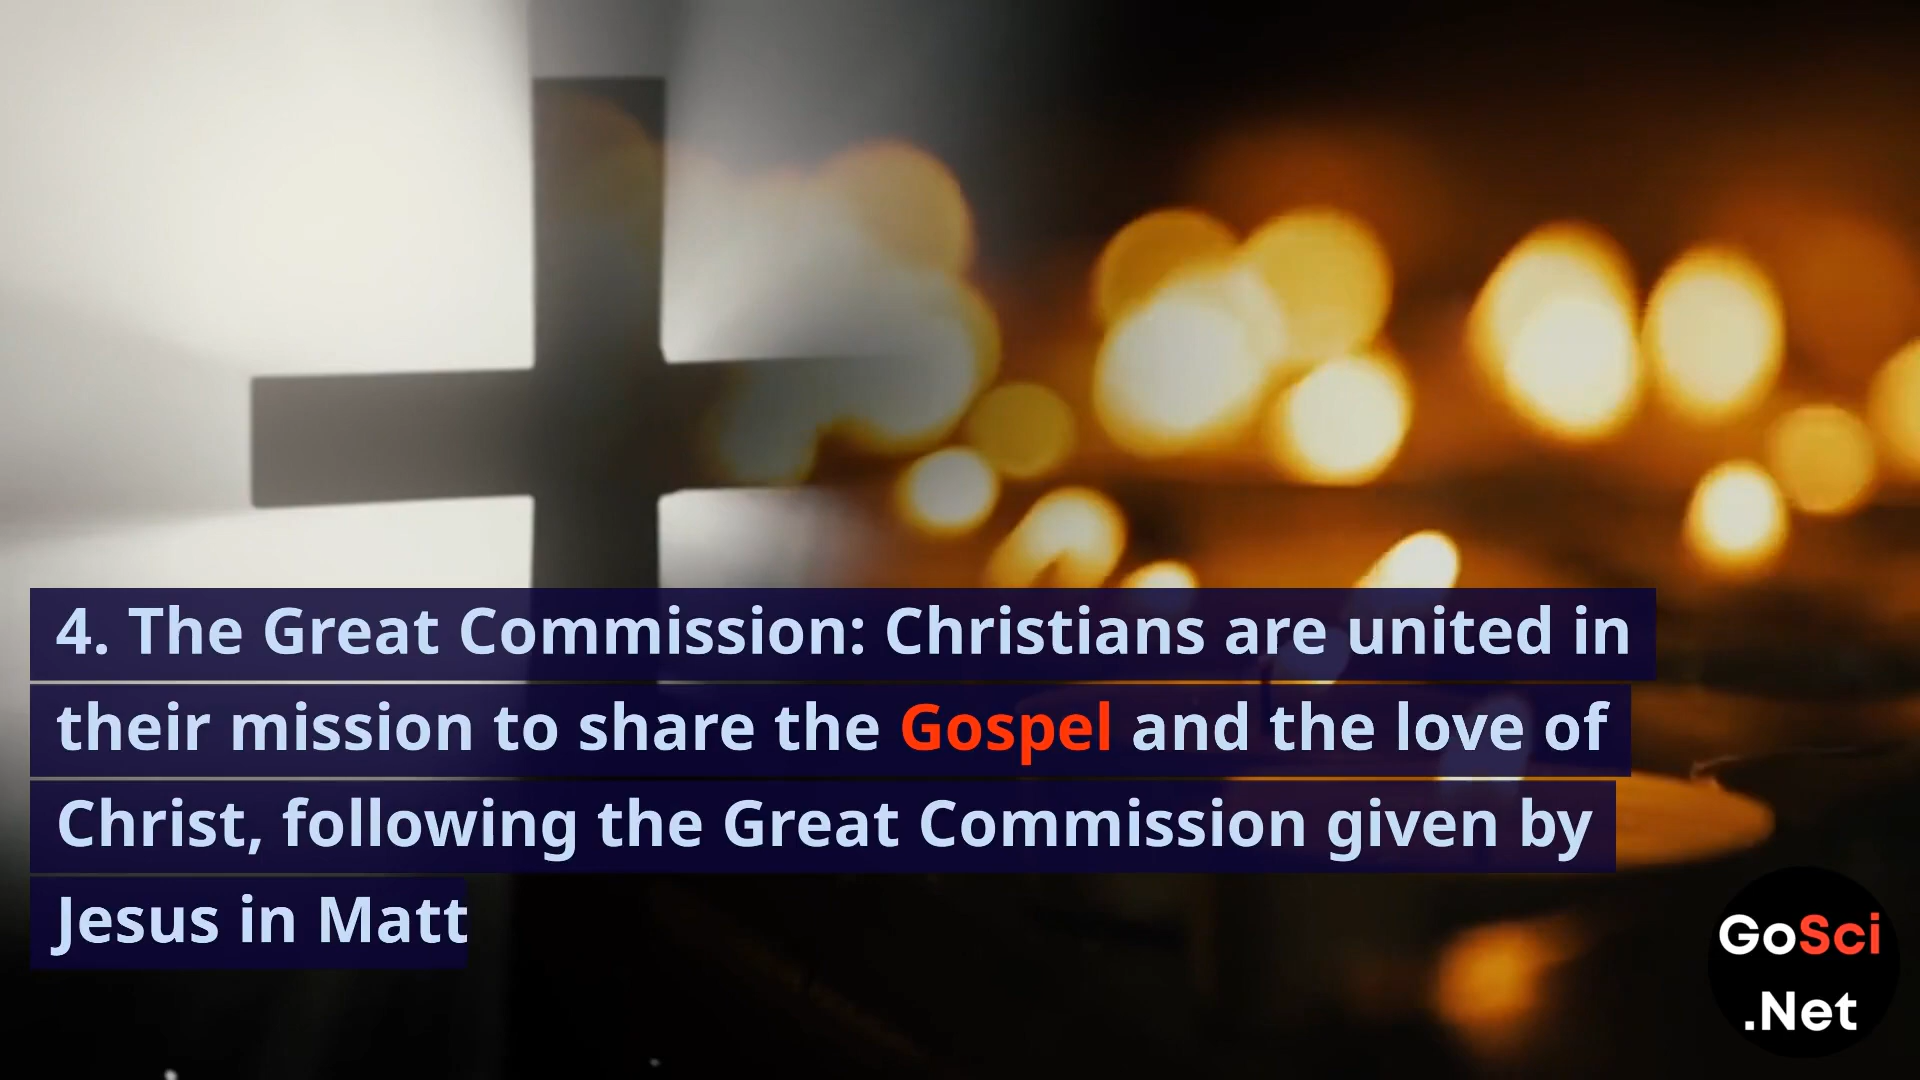 4. The Great Commission: Christians are united in
their mission to share the Gospel and the love of
Christ, following the Great Commission given by
Jesus in Matt
GoSci
.Net